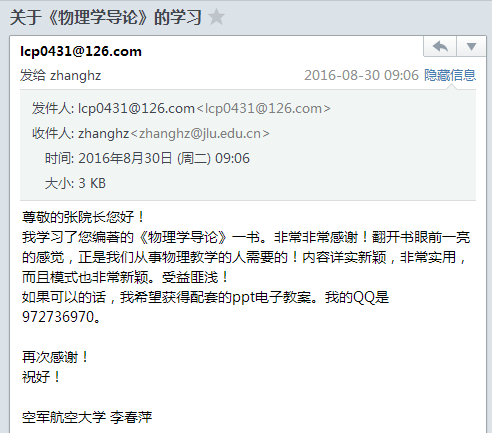 关于《物理学导论》的学习
lcp0431@126.com
发给 zhanghz 2016-08-30 09:06 隐藏信息
发件人: lcp0431@126.com<lcp0431@126.com>
收件人: zhanghz<zhanghz@jlu.edu.cn>
时间: 2016年8月30日 (周二) 09:06
大小: 3 KB
尊敬的张院长您好！
我学习了您编著的《物理学导论》一书。非常非常感谢！翻开书眼前一亮
的感觉，正是我们从事物理教学的人需要的！内容详实新颖，非常实用，
而且模式也非常新颖。受益匪浅！
如果可以的话，我希望获得配套的ppt电子教案。我的QQ是
972736970。
再次感谢！
祝好！
空军航空大学 李春萍